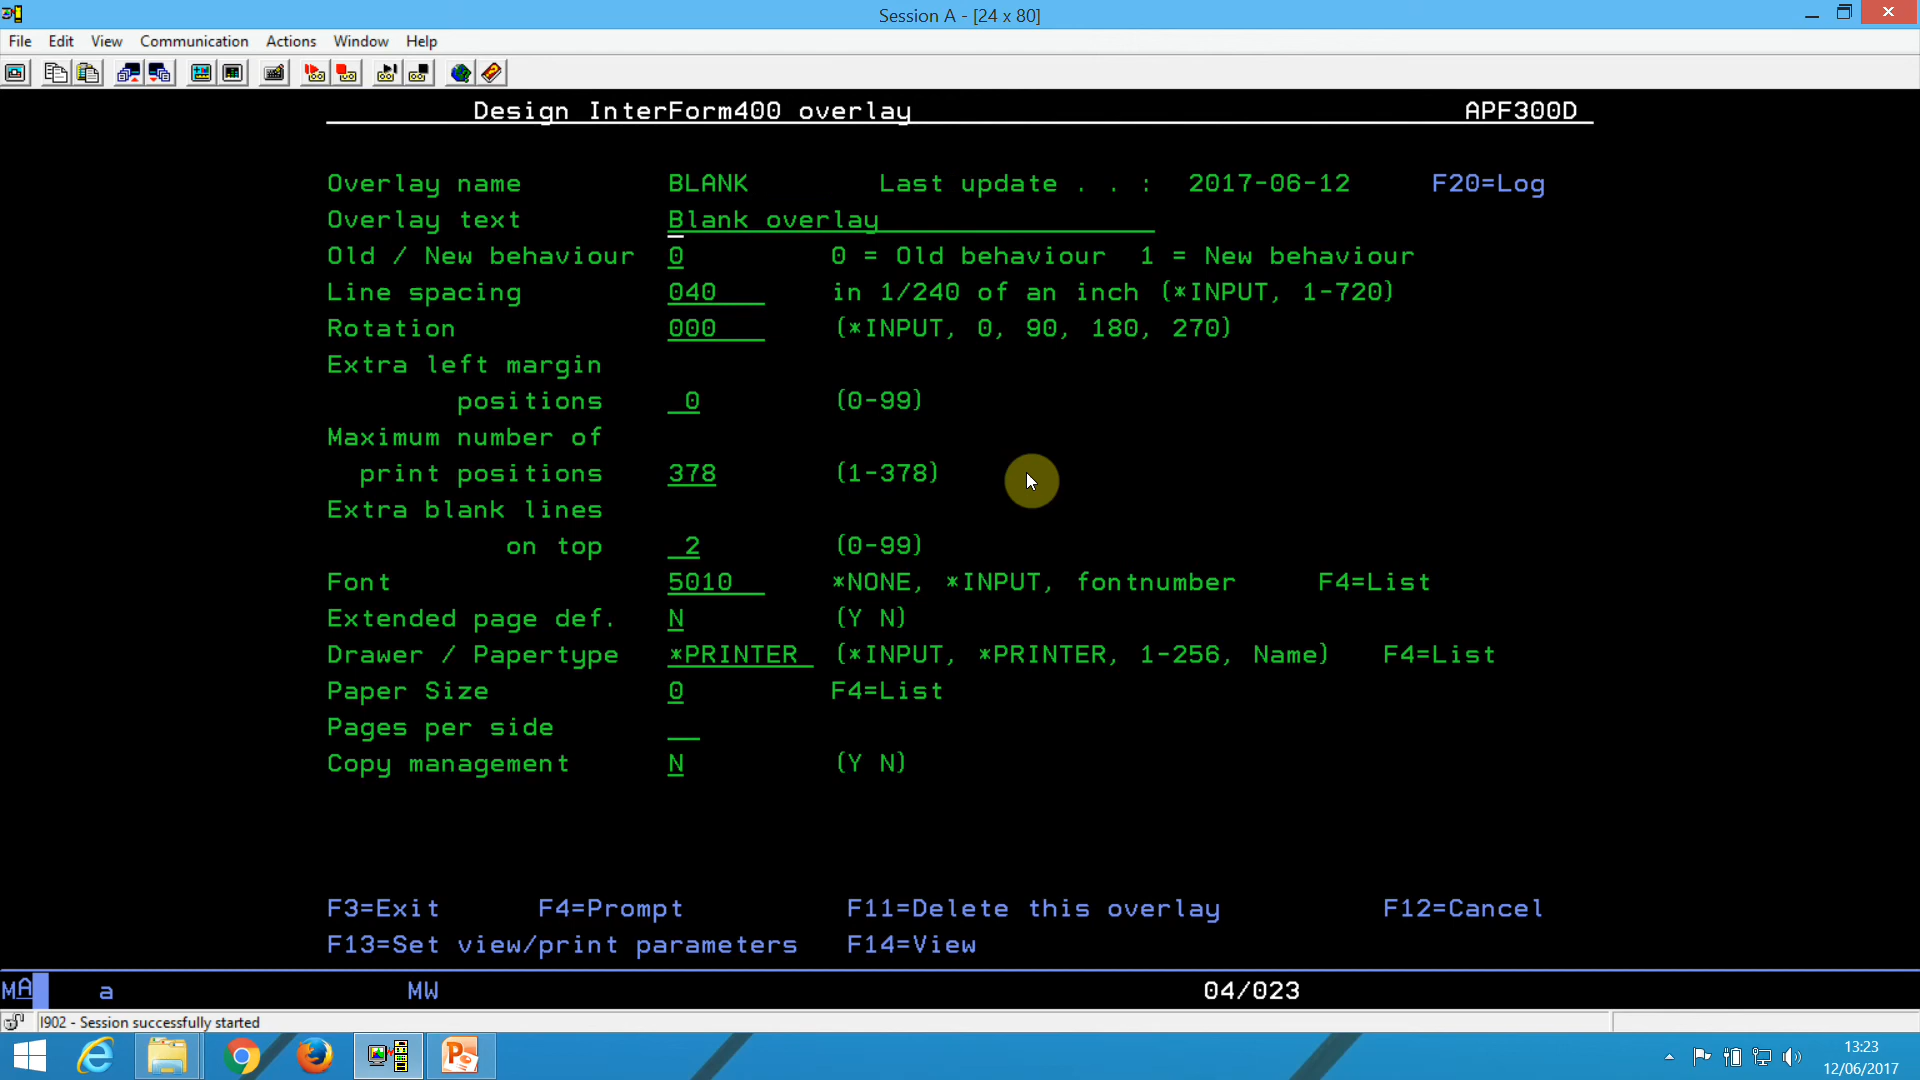 Session A - [24 x 80]
File Edit View Communication Actions Window Help
Design InterForm400 overlay APF300D
Overlay name BLANK Last update . . : 2017-06-12 F20=Log
Overlay text Blank overlay
Old / New behaviour 0 0 = Old behaviour 1 = New behaviour
Line spacing 040 in 1/240 of an inch (*INPUT, 1-720)
Rotation 000 (*INPUT, 0, 90, 180, 270)
Extra left margin
positions 0 (0-99)
Maximum number of
print positions 378 (1-378)
Extra blank lines
on top 2 (0-99)
Font 5010 *NONE, *INPUT, fontnumber F4=List
Extended page def. N (Y N)
Drawer / Papertype *PRINTER (*INPUT, *PRINTER, 1-256, Name) F4=List
Paper Size 0 F4=List
Pages per side
Copy management N (Y N)
F3=Exit F4=Prompt F11=Delete this overlay F12=Cancel
F13=Set view/print parameters F14=View
MA a MW 04/023
I902 - Session successfully started
13:23
12/06/2017